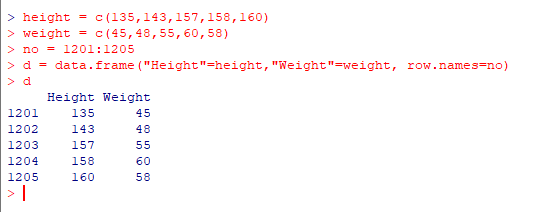 > height = c(135,143,157,158,160)
> weight = c(45,48,55,60,58)
> no = 1201:1205
> d = data.frame("Height"=height,"Weight"=weight, row.names=no)
> d
     Height Weight
1201    135     45
1202    143     48
1203    157     55
1204    158     60
1205    160     58
>